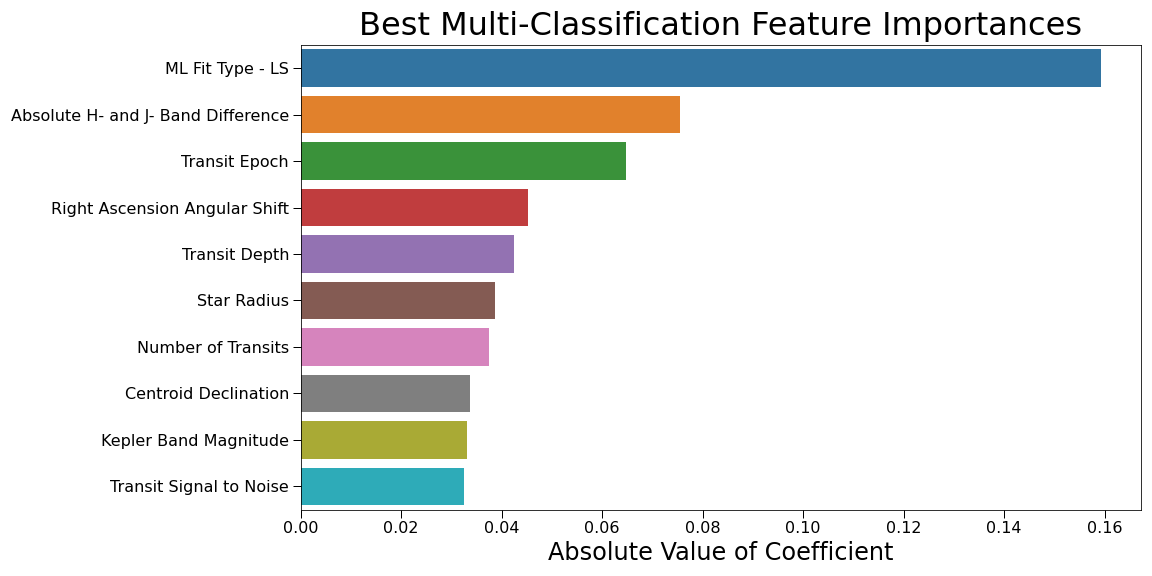 Best Multi-Classification Feature Importances
ML Fit Type - LS
Absolute H- and J- Band Difference
Transit Epoch
Right Ascension Angular Shift
Transit Depth
Star Radius
Number of Transits
Centroid Declination
Kepler Band Magnitude
Transit Signal to Noise
0.00 0.02 0.04 0.06 0.08 0.10 0.12 0.14 0.16
Absolute Value of Coefficient